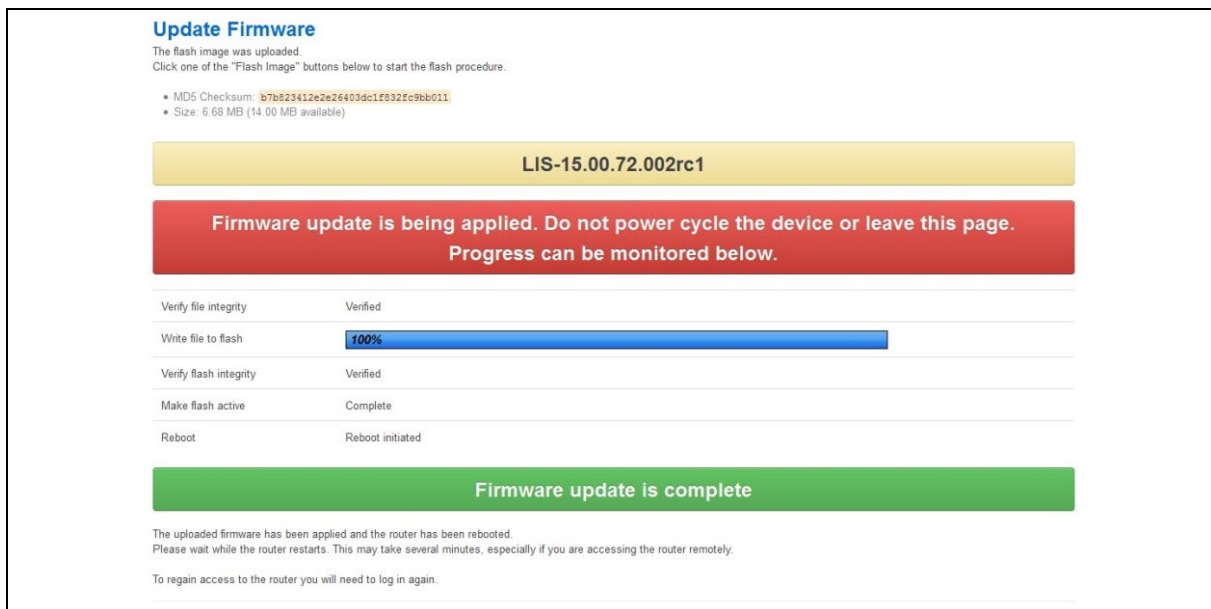 Update Firmware
The flash image was uploaded.
Click one of the "Flash Image" buttons below to start the flash procedure.
• MD5 Checksum: b7b823412e2e26403dc1f832fc9bb011
• Size: 6.68 MB (14.00 MB available)
LIS-15.00.72.002rc1
Firmware update is being applied. Do not power cycle the device or leave this page.
Progress can be monitored below.
Verify file integrity Verified
Write file to flash 100%
Verify flash integrity Verified
Make flash active Complete
Reboot Reboot initiated
Firmware update is complete
The uploaded firmware has been applied and the router has been rebooted.
Please wait while the router restarts. This may take several minutes, especially if you are accessing the router remotely.
To regain access to the router you will need to log in again.